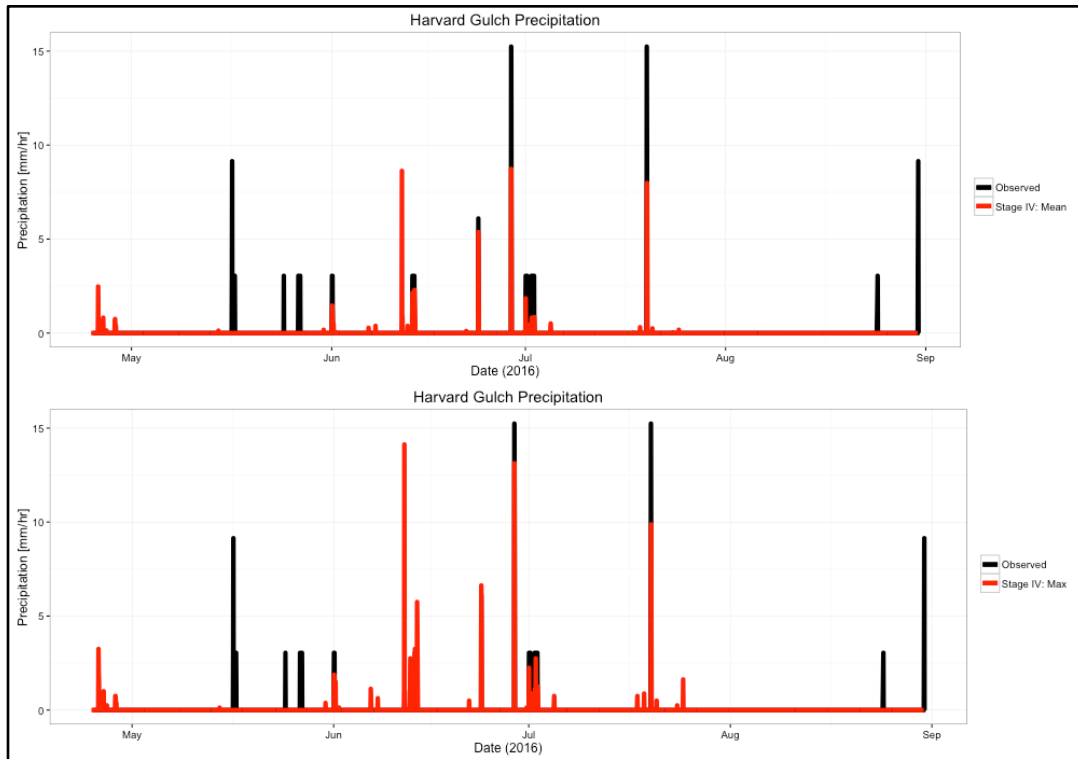 Harvard Gulch Precipitation
15
10
5
0
Precipitation [mm/hr]
May
Jun
Jul
Aug
Sep
Date (2016)
Observed
Stage IV: Mean
Harvard Gulch Precipitation
15
10
5
0
Precipitation [mm/hr]
May
Jun
Jul
Aug
Sep
Date (2016)
Observed
Stage IV: Max